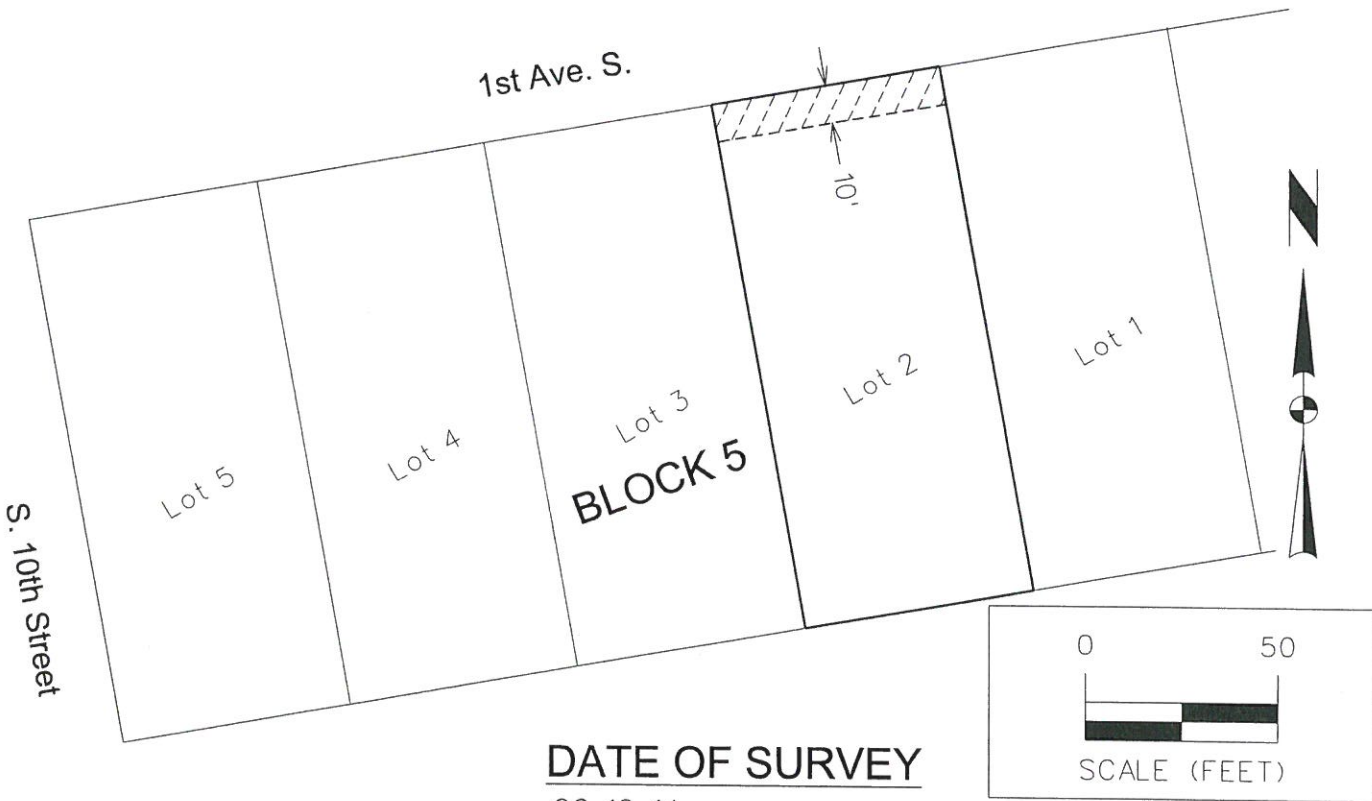 1st Ave. S.
10'
N
Lot 1
Lot 2
Lot 3
BLOCK 5
Lot 4
Lot 5
S. 10th Street
0 50
SCALE (FEET)
DATE OF SURVEY